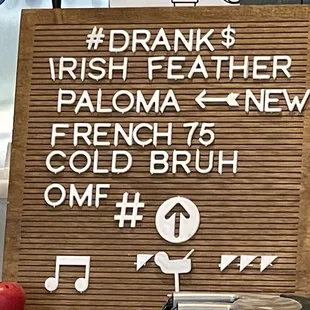 #DRANK$
IRISH FEATHER
PALOMA ← NEW
FRENCH 75
COLD BRUH
OMF #